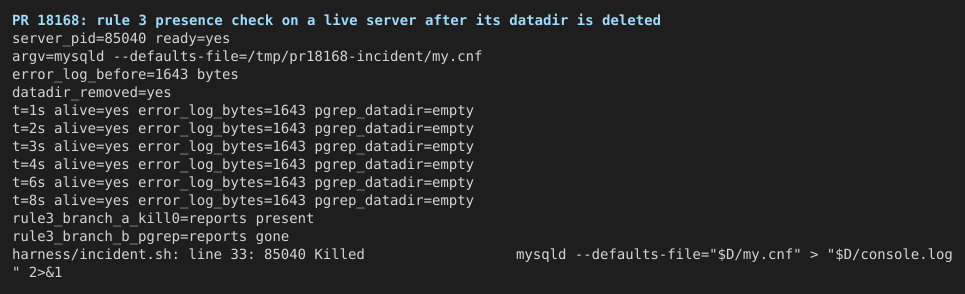 PR 18168: rule 3 presence check on a live server after its datadir is deleted
server_pid=85040 ready=yes
argv=mysqld --defaults-file=/tmp/pr18168-incident/my.cnf
error_log_before=1643 bytes
datadir_removed=yes
t=1s alive=yes error_log_bytes=1643 pgrep_datadir=empty
t=2s alive=yes error_log_bytes=1643 pgrep_datadir=empty
t=3s alive=yes error_log_bytes=1643 pgrep_datadir=empty
t=4s alive=yes error_log_bytes=1643 pgrep_datadir=empty
t=6s alive=yes error_log_bytes=1643 pgrep_datadir=empty
t=8s alive=yes error_log_bytes=1643 pgrep_datadir=empty
rule3_branch_a_kill0=reports present
rule3_branch_b_pgrep=reports gone
harness/incident.sh: line 33: 85040 Killed                  mysqld --defaults-file="$D/my.cnf" > "$D/console.log
" 2>&1